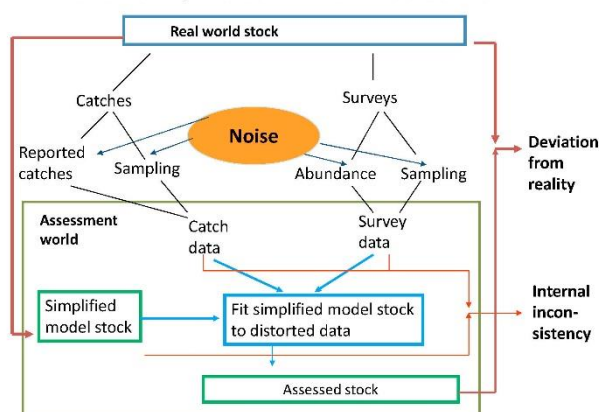 Real world stock
Catches
Surveys
Noise
Reported
catches
Sampling
Abundance
Sampling
Deviation
from
reality
Assessment
world
Catch
data
Survey
data
Simplified
model stock
Fit simplified model stock
to distorted data
Internal
incon-
sistency
Assessed stock